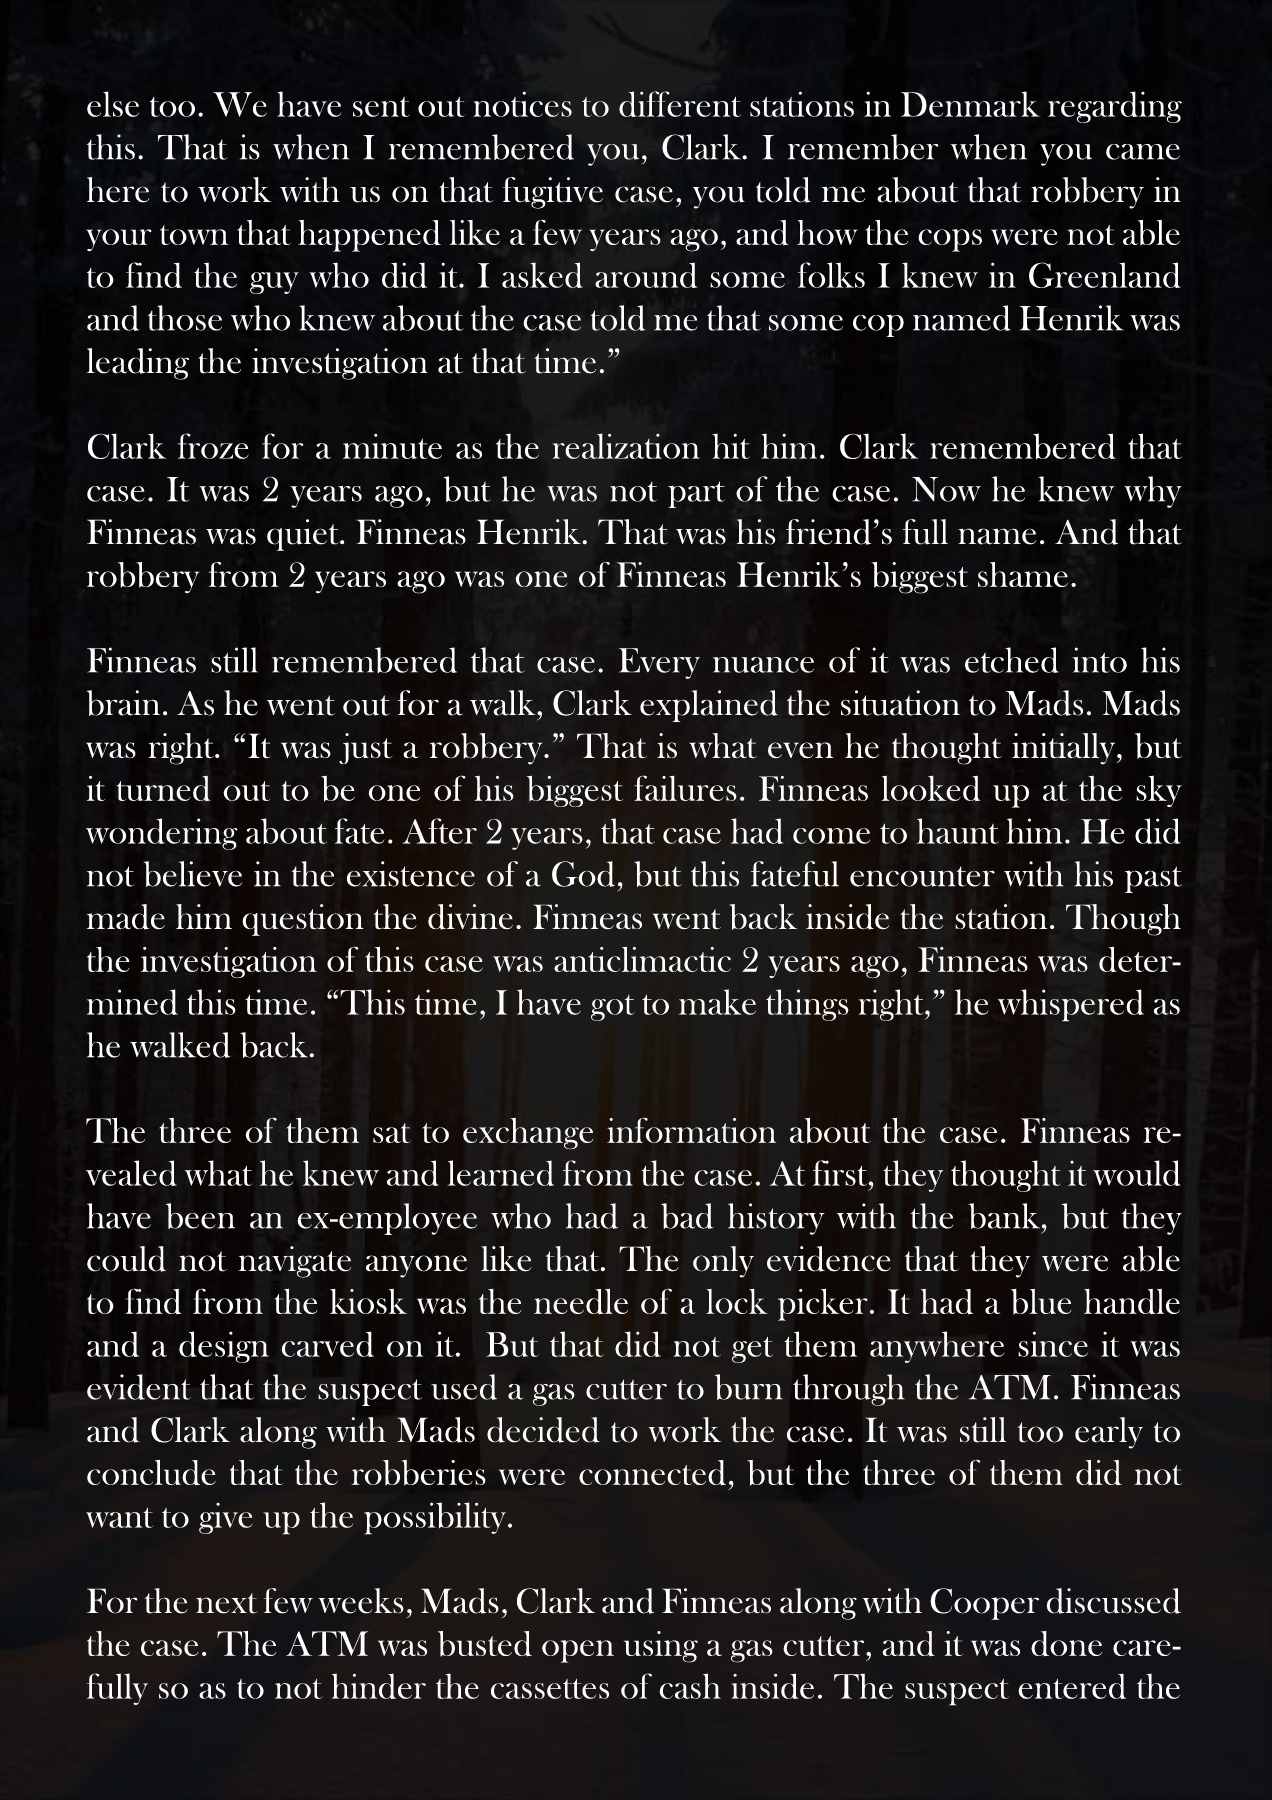 else too. We have sent out notices to different stations in Denmark regarding
this. That is when I remembered you, Clark. I remember when you came
here to work with us on that fugitive case, you told me about that robbery in
your town that happened like a few years ago, and how the cops were not able
to find the guy who did it. I asked around some folks I knew in Greenland
and those who knew about the case told me that some cop named Henrik was
leading the investigation at that time.”
Clark froze for a minute as the realization hit him. Clark remembered that
case. It was 2 years ago, but he was not part of the case. Now he knew why
Finneas was quiet. Finneas Henrik. That was his friend’s full name. And that
robbery from 2 years ago was one of Finneas Henrik’s biggest shame.
Finneas still remembered that case. Every nuance of it was etched into his
brain. As he went out for a walk, Clark explained the situation to Mads. Mads
was right. “It was just a robbery.” That is what even he thought initially, but
it turned out to be one of his biggest failures. Finneas looked up at the sky
wondering about fate. After 2 years, that case had come to haunt him. He did
not believe in the existence of a God, but this fateful encounter with his past
made him question the divine. Finneas went back inside the station. Though
the investigation of this case was anticlimactic 2 years ago, Finneas was deter-
mined this time. “This time, I have got to make things right,” he whispered as
he walked back.
The three of them sat to exchange information about the case. Finneas re-
vealed what he knew and learned from the case. At first, they thought it would
have been an ex-employee who had a bad history with the bank, but they
could not navigate anyone like that. The only evidence that they were able
to find from the kiosk was the needle of a lock picker. It had a blue handle
and a design carved on it.  But that did not get them anywhere since it was
evident that the suspect used a gas cutter to burn through the ATM. Finneas
and Clark along with Mads decided to work the case. It was still too early to
conclude that the robberies were connected, but the three of them did not
want to give up the possibility.
For the next few weeks, Mads, Clark and Finneas along with Cooper discussed
the case. The ATM was busted open using a gas cutter, and it was done care-
fully so as to not hinder the cassettes of cash inside. The suspect entered the